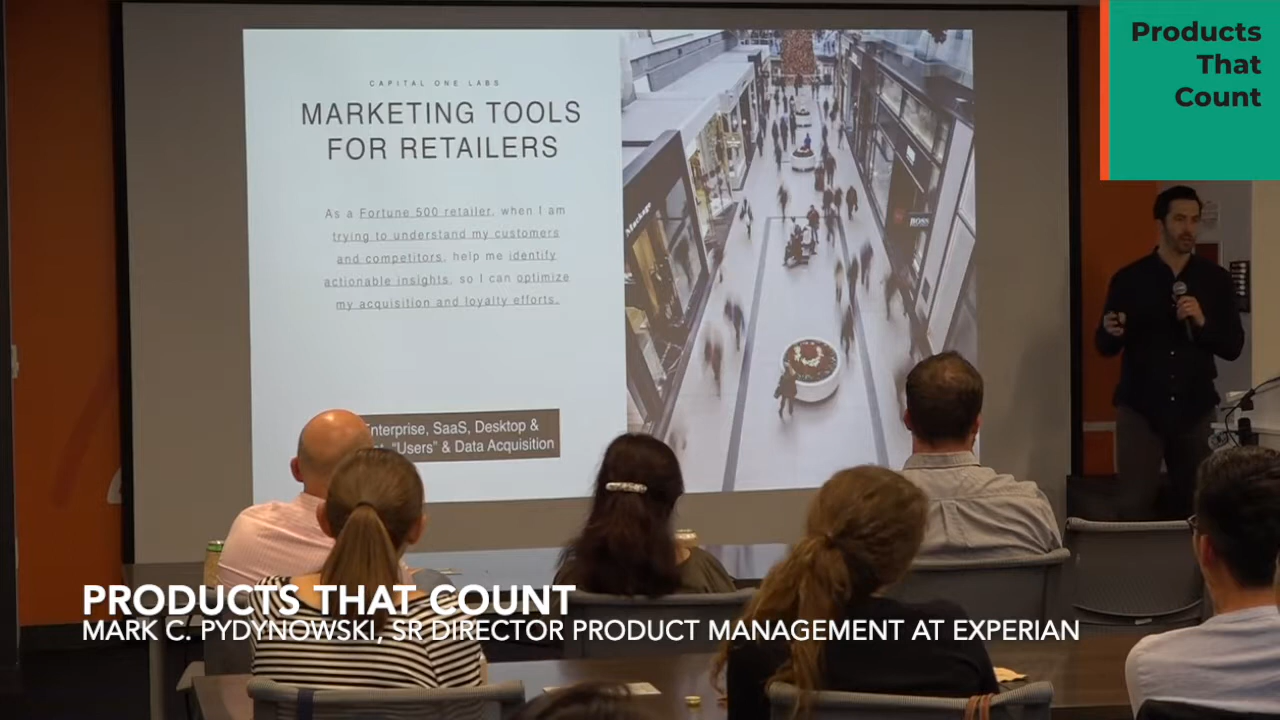 Products
That
Count
CAPITAL ONE LABS
MARKETING TOOLS
FOR RETAILERS
As a Fortune 500 retailer, when I am
trying to understand my customers
and competitors, help me identify
actionable insights, so I can optimize
my acquisition and loyalty efforts.
Enterprise, SaaS, Desktop &
"Users" & Data Acquisition
Mackage
BOSS
PRODUCTS THAT COUNT
MARK C. PYDYNOWSKI, SR DIRECTOR PRODUCT MANAGEMENT AT EXPERIAN